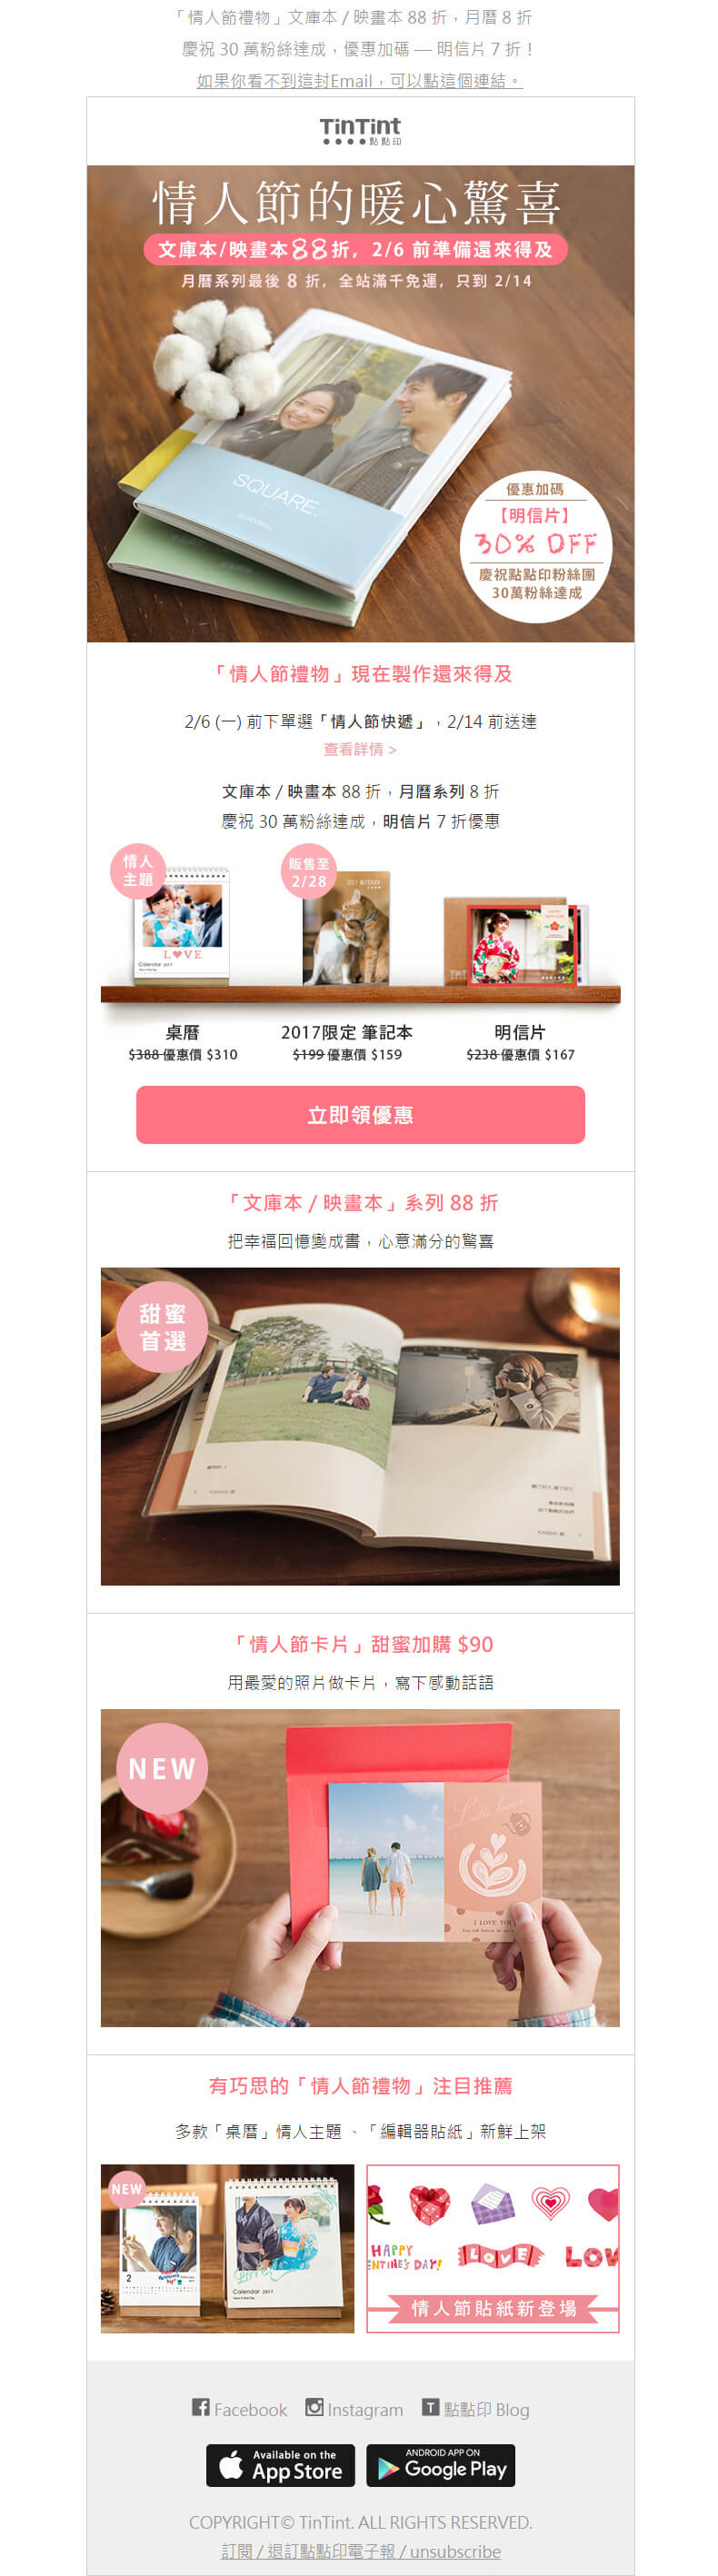 「情人節禮物」文庫本 / 映畫本 88 折，月曆 8 折
慶祝 30 萬粉絲達成，優惠加碼 — 明信片 7 折！
如果你看不到這封Email，可以點這個連結。
TinTint
點點印
情人節的暖心驚喜
文庫本/映畫本88折, 2/6 前準備還來得及
月曆系列最後 8 折, 全站滿千免運, 只到 2/14
SQUARE.
優惠加碼
【明信片】
30% OFF
慶祝點點印粉絲團
30萬粉絲達成
「情人節禮物」現在製作還來得及
2/6 (一) 前下單選「情人節快遞」，2/14 前送達
查看詳情 >
文庫本 / 映畫本 88 折，月曆系列 8 折
慶祝 30 萬粉絲達成，明信片 7 折優惠
情人
主題
LOVE
Calendar 2017
販售至
2/28
2017 NOTEBOOK
桌曆
2017限定 筆記本
明信片
$388 優惠價 $310
$199 優惠價 $159
$238 優惠價 $167
立即領優惠
「文庫本 / 映畫本」系列 88 折
把幸福回憶變成書，心意滿分的驚喜
甜蜜
首選
「情人節卡片」甜蜜加購 $90
用最愛的照片做卡片，寫下感動話語
NEW
I LOVE YOU
有巧思的「情人節禮物」注目推薦
多款「桌曆」情人主題 、「編輯器貼紙」新鮮上架
NEW
2
Calendar 2017
HAPPY
ENTINE'S DAY!
LOVE
LOV
情人節貼紙新登場
Facebook
Instagram
點點印 Blog
Available on the
App Store
ANDROID APP ON
Google Play
COPYRIGHT© TinTint. ALL RIGHTS RESERVED.
訂閱 / 退訂點點印電子報 / unsubscribe